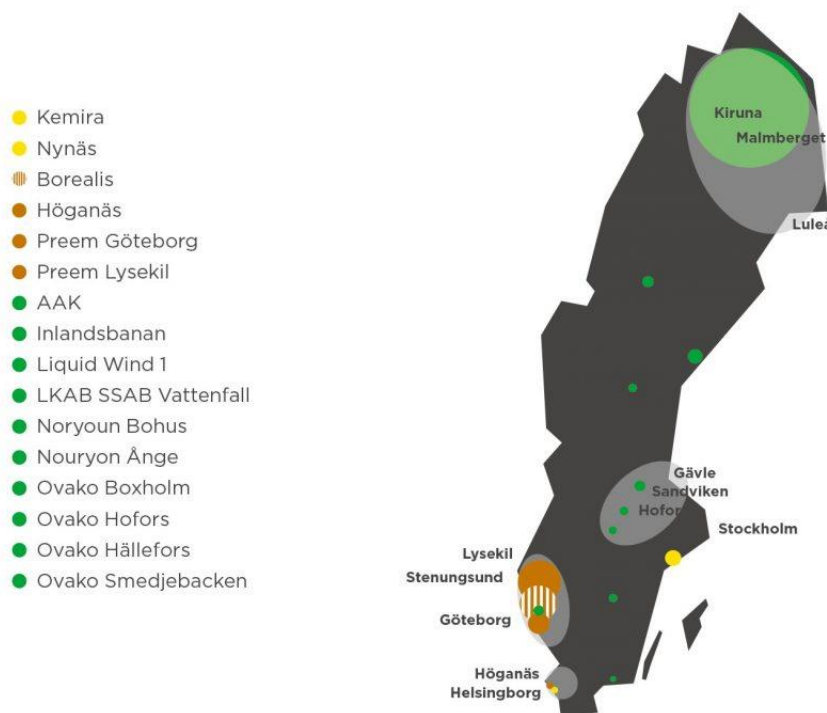 Kemira
Nynäs
Borealis
Höganäs
Preem Göteborg
Preem Lysekil
AAK
Inlandsbanan
Liquid Wind 1
LKAB SSAB Vattenfall
Noryoun Bohus
Nouryon Ånge
Ovako Boxholm
Ovako Hofors
Ovako Hällefors
Ovako Smedjebacken
Kiruna
Malmberget
Luleå
Gävle
Sandviken
Hofor
Stockholm
Lysekil
Stenungsund
Göteborg
Höganäs
Helsingborg